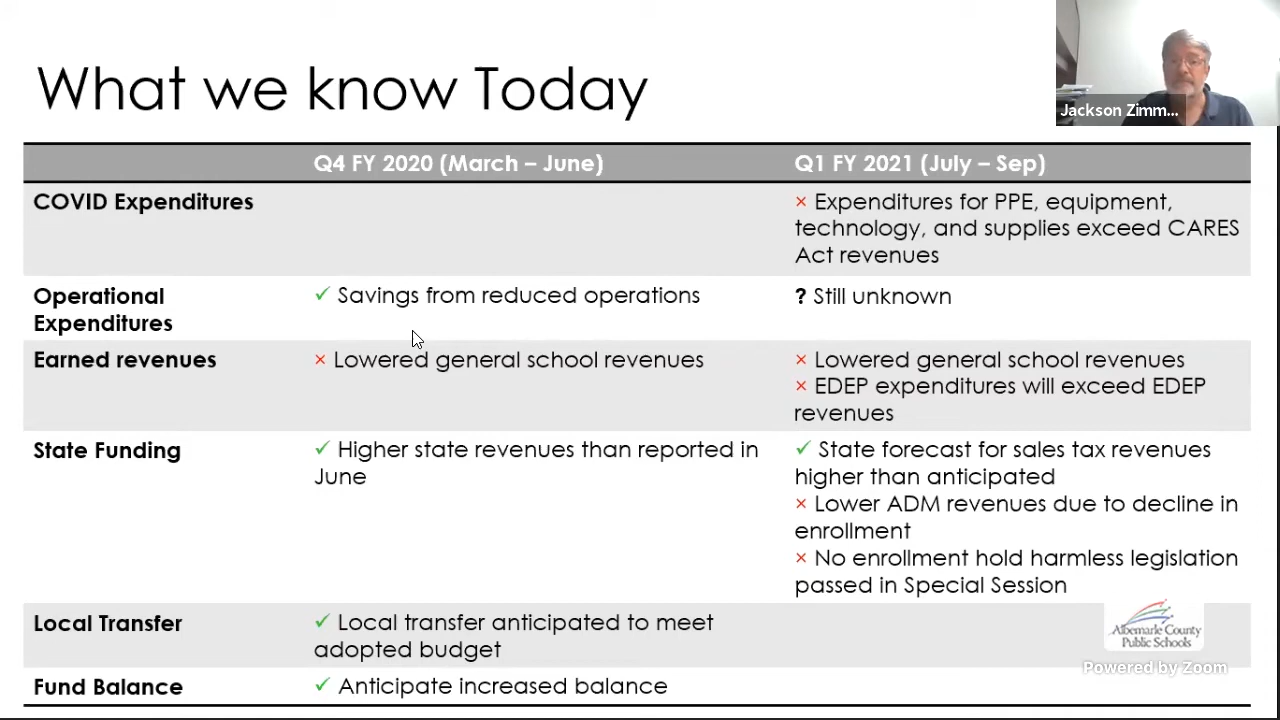 What we know Today
Jackson Zimm...
Q4 FY 2020 (March – June)
Q1 FY 2021 (July – Sep)
COVID Expenditures
× Expenditures for PPE, equipment,
technology, and supplies exceed CARES
Act revenues
Operational
Expenditures
✓ Savings from reduced operations
? Still unknown
Earned revenues
× Lowered general school revenues
× Lowered general school revenues
× EDEP expenditures will exceed EDEP
revenues
State Funding
✓ Higher state revenues than reported in
June
✓ State forecast for sales tax revenues
higher than anticipated
× Lower ADM revenues due to decline in
enrollment
× No enrollment hold harmless legislation
passed in Special Session
Local Transfer
✓ Local transfer anticipated to meet
adopted budget
Albemarle County
Public Schools
Powered by Zoom
Fund Balance
✓ Anticipate increased balance